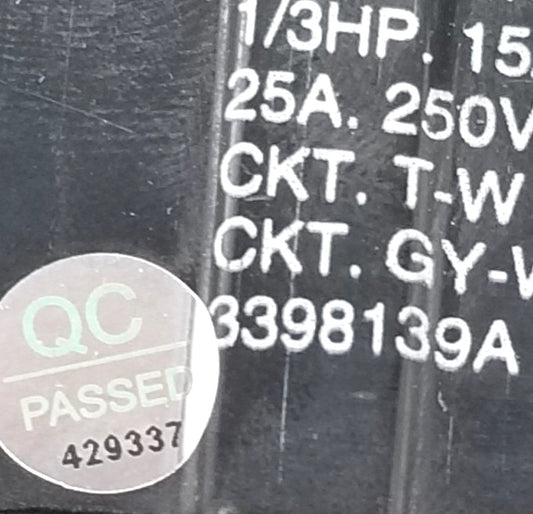 1/3HP. 15
25A. 250V
CKT. T-W
CKT. GY-
3398139A
QC
PASSED
429337